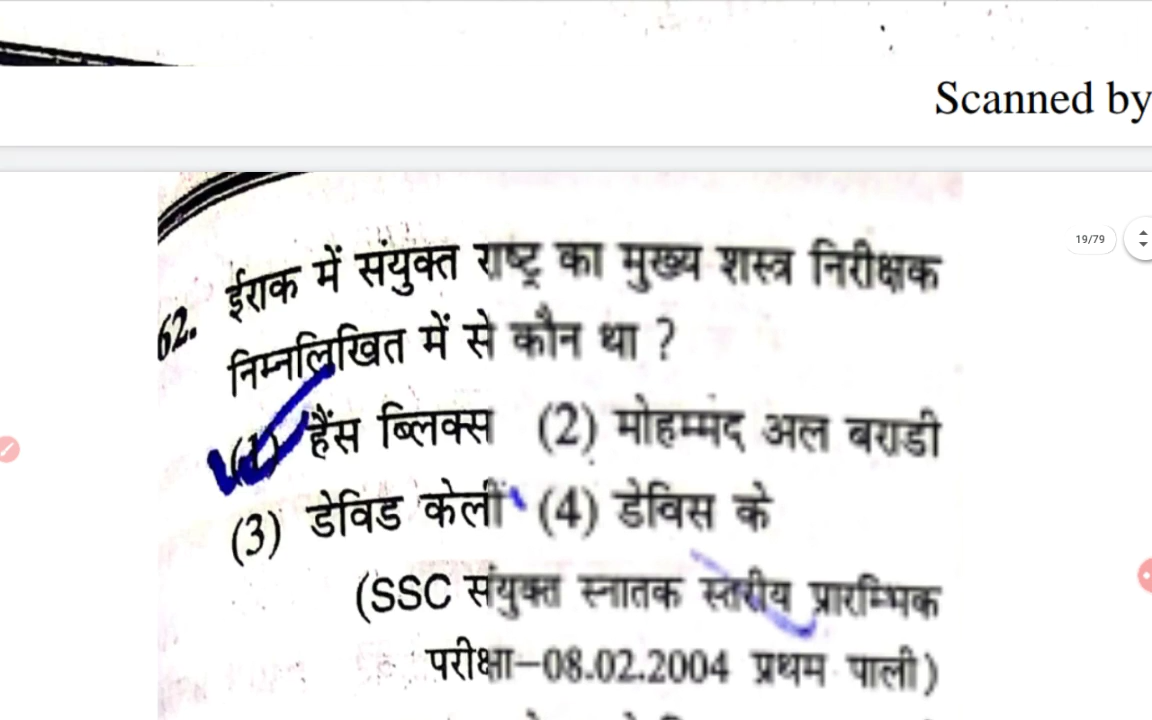 Scanned by
19/79
62. ईराक में संयुक्त राष्ट्र का मुख्य शस्त्र निरीक्षक
निम्नलिखित में से कौन था ?
(1) हैंस ब्लिक्स (2) मोहम्मद अल बराडी
(3) डेविड केली (4) डेविस के
(SSC संयुक्त स्नातक स्तरीय प्रारम्भिक
परीक्षा–08.02.2004 प्रथम पाली)